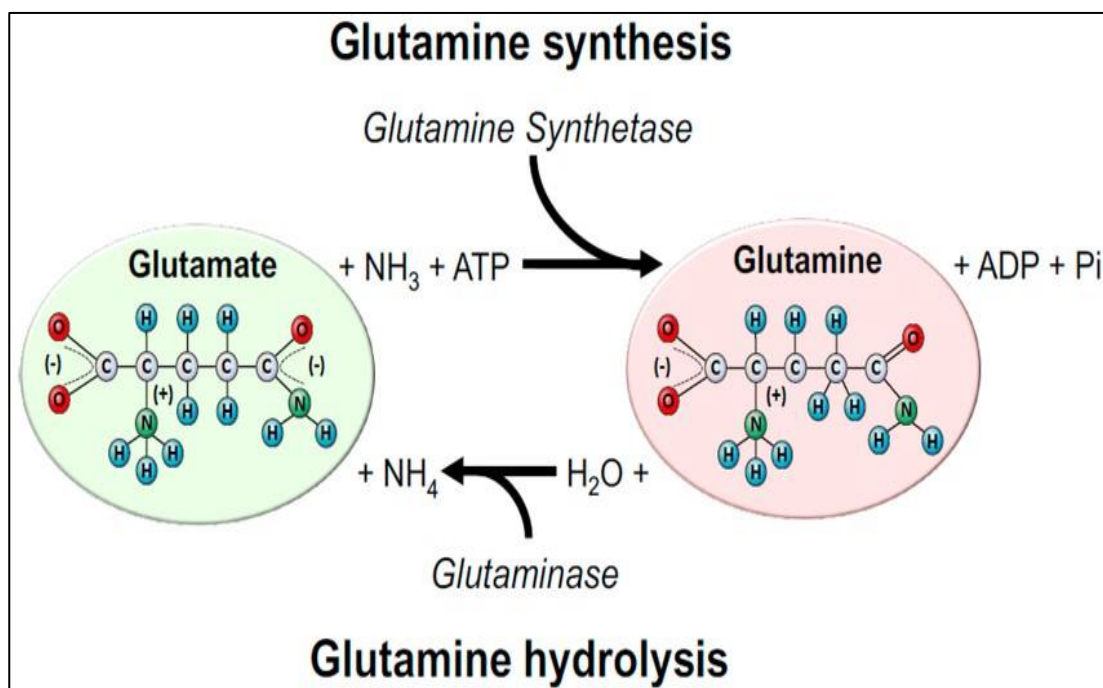 Glutamine synthesis
Glutamine Synthetase
Glutamate + NH₃ + ATP Glutamine + ADP + Pi
H H H H H H
O O O O
(-) C C C C C (-) (-) C C C C C
(+) (+)
O N H H N O N H H H N
H H H H H H H H H H
+ NH₄ H₂O +
Glutaminase
Glutamine hydrolysis